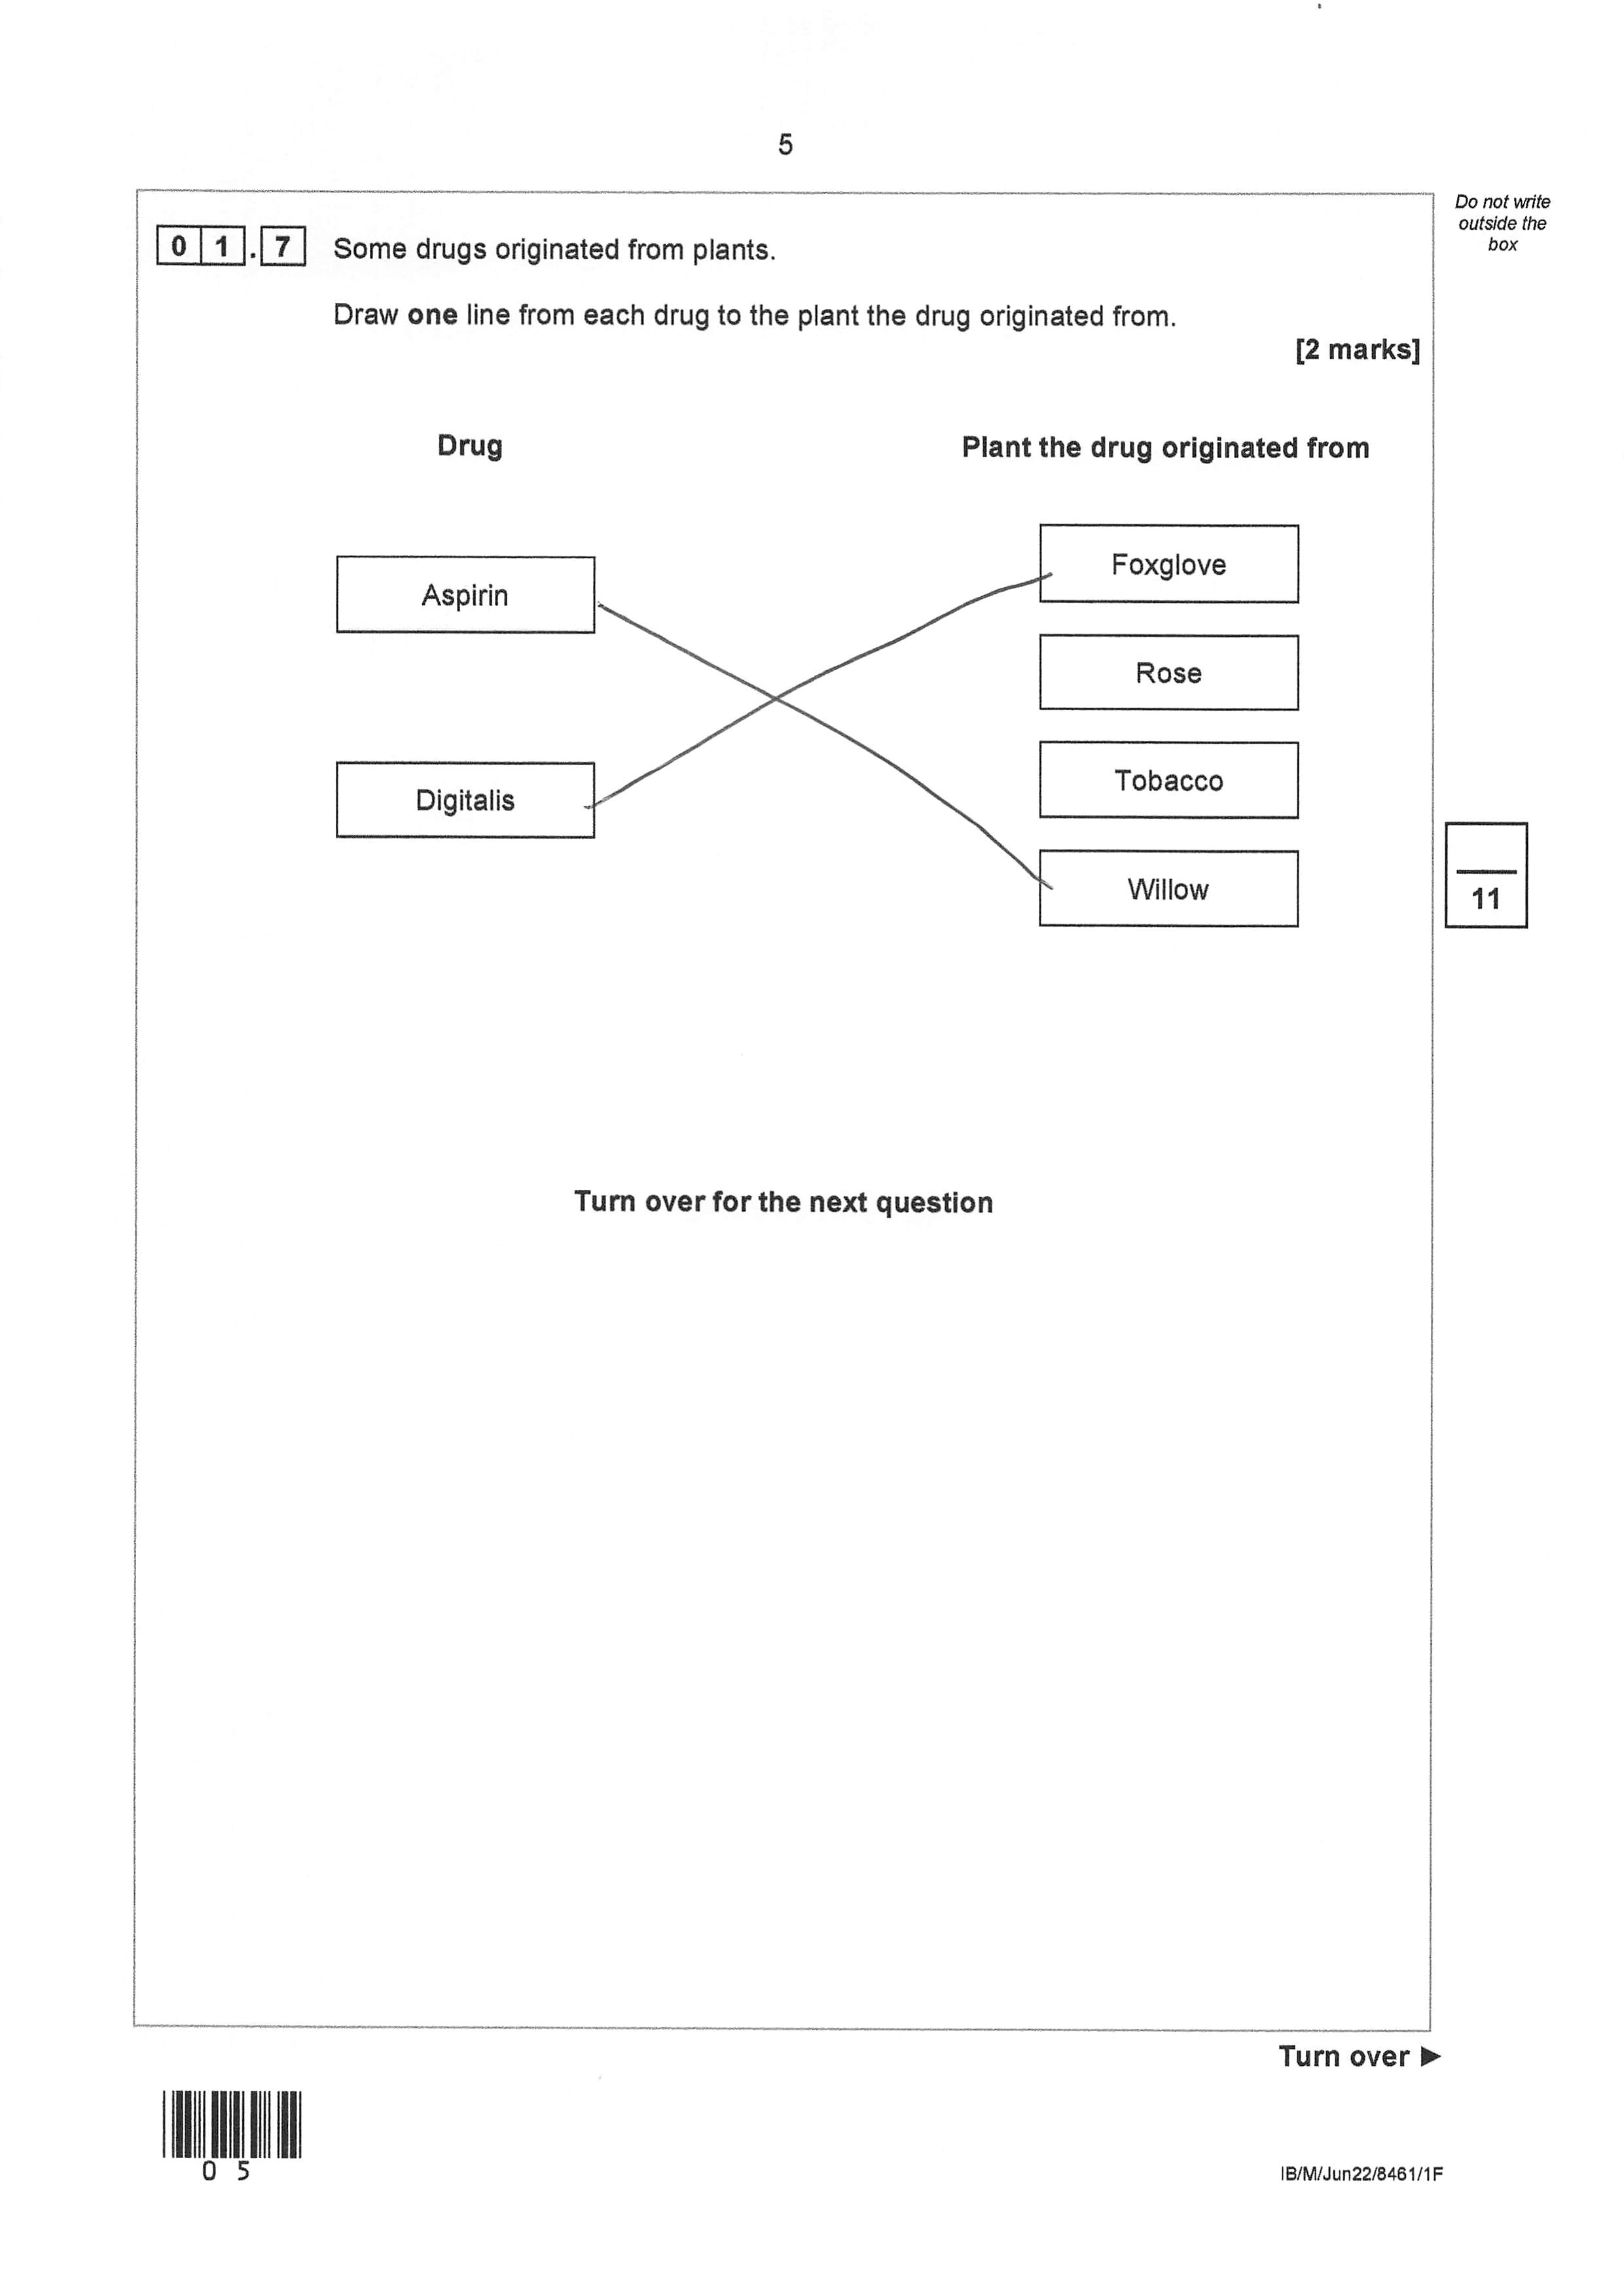 5
Do not write
outside the
box
0 1 . 7 Some drugs originated from plants.
Draw one line from each drug to the plant the drug originated from.
[2 marks]
Drug Plant the drug originated from
Foxglove
Aspirin
Rose
Tobacco
Digitalis
Willow
11
Turn over for the next question
Turn over ►
0 5
IB/M/Jun22/8461/1F